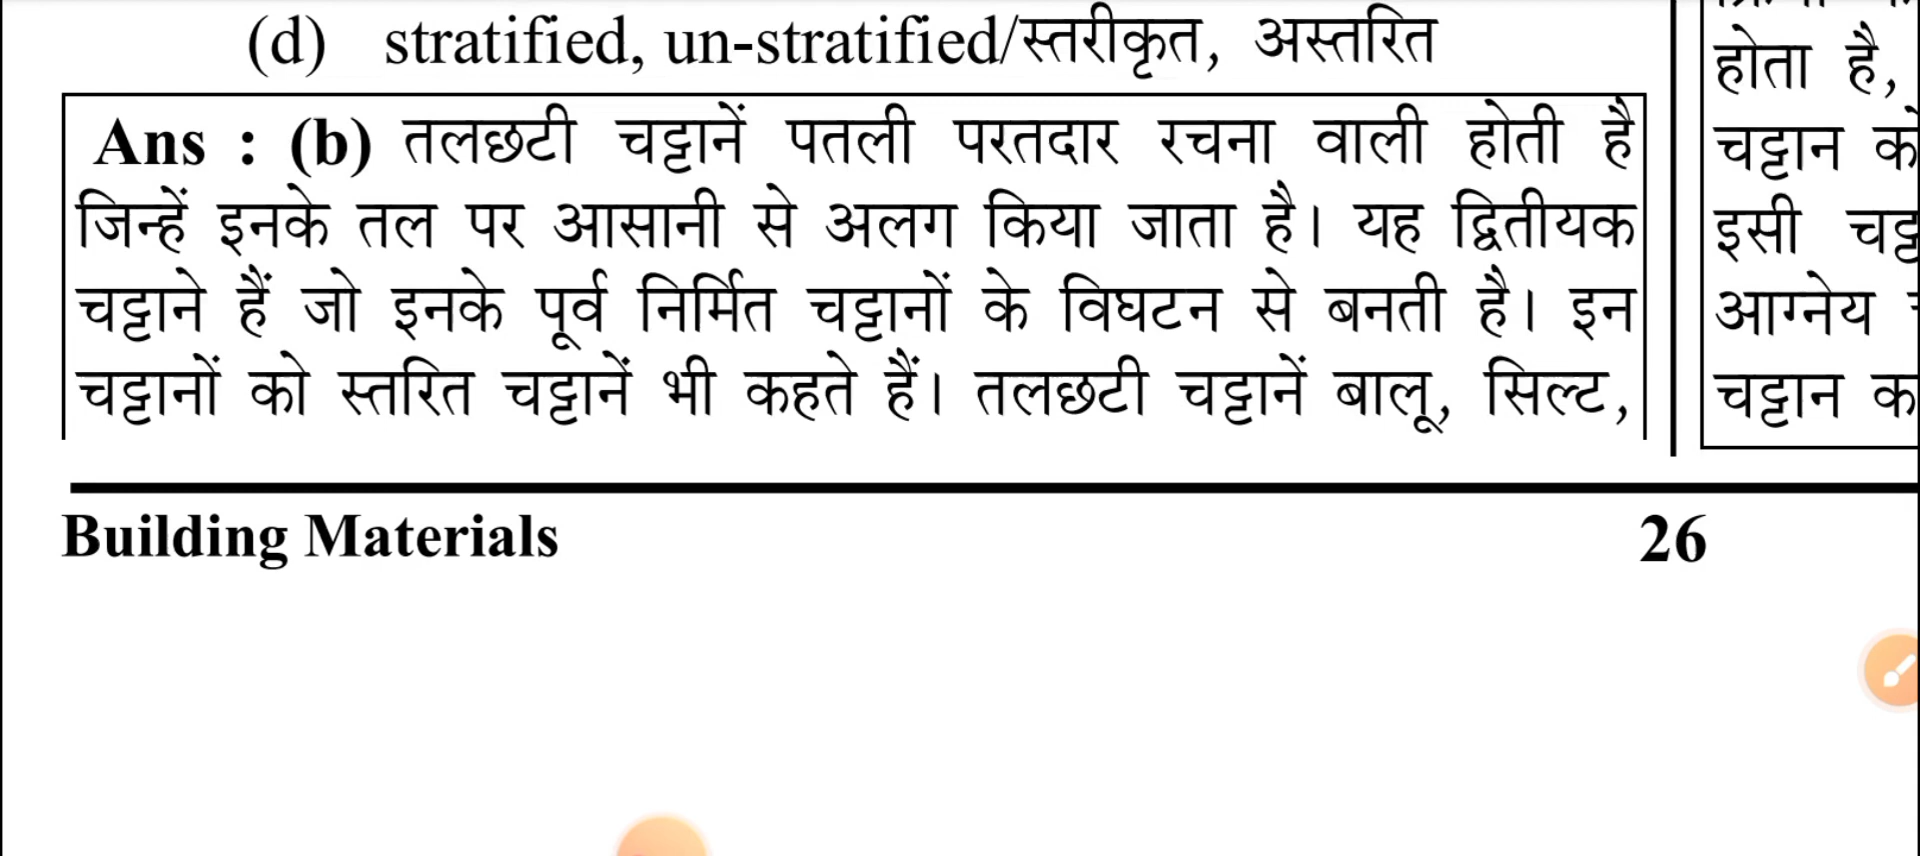 (d) stratified, un-stratified/स्तरीकृत, अस्तरित
Ans : (b) तलछटी चट्टानें पतली परतदार रचना वाली होती है
जिन्हें इनके तल पर आसानी से अलग किया जाता है। यह द्वितीयक
चट्टाने हैं जो इनके पूर्व निर्मित चट्टानों के विघटन से बनती है। इन
चट्टानों को स्तरित चट्टानें भी कहते हैं। तलछटी चट्टानें बालू, सिल्ट,
होता है,
चट्टान
इसी
आग्नेय
चट्टान
Building Materials 26